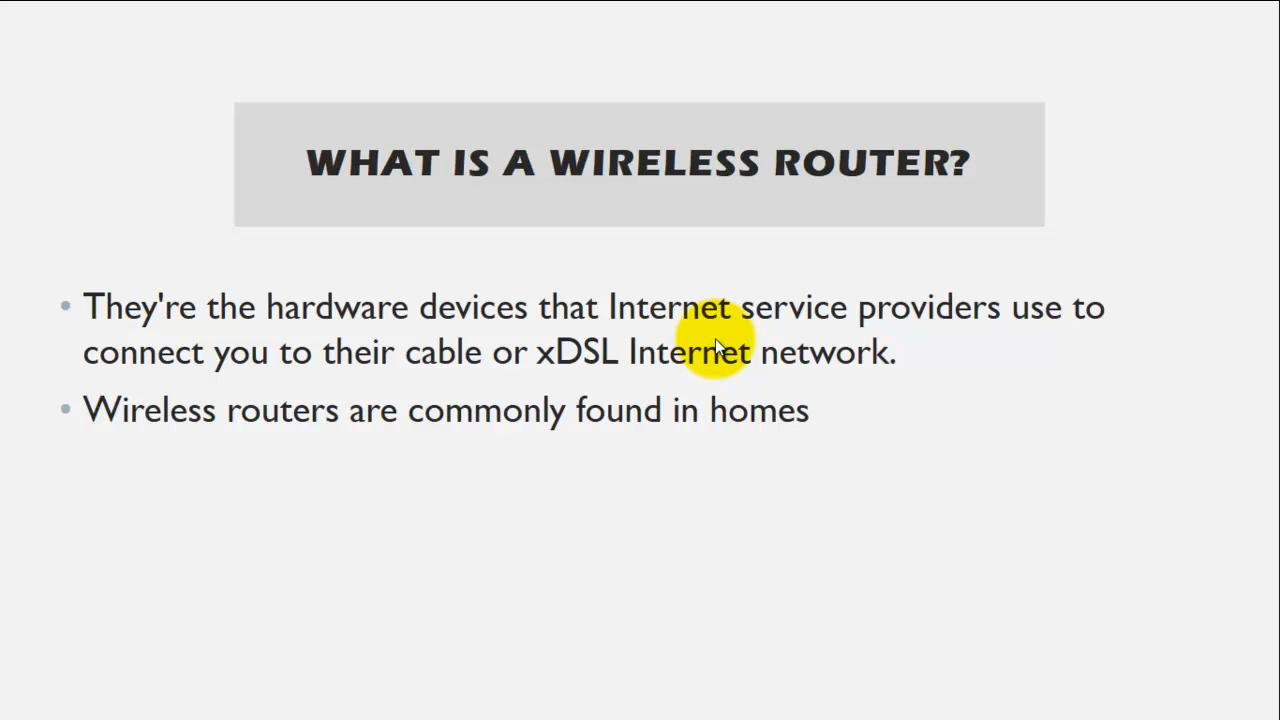 WHAT IS A WIRELESS ROUTER?
• They're the hardware devices that Internet service providers use to
connect you to their cable or xDSL Internet network.
• Wireless routers are commonly found in homes